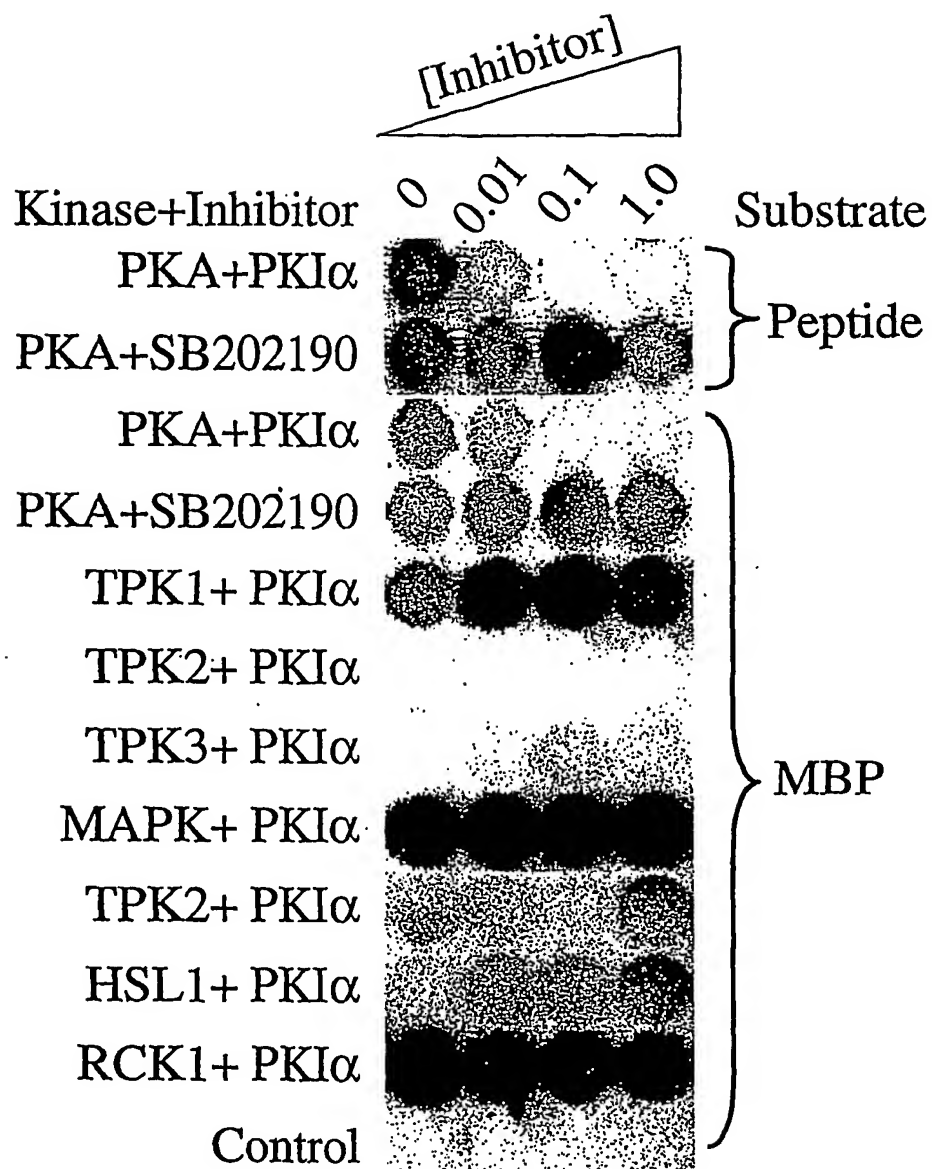 [Inhibitor]
Kinase+Inhibitor 0 0.01 0.1 1.0 Substrate
PKA+PKIα
PKA+SB202190
Peptide
PKA+PKIα
PKA+SB202190
TPK1+ PKIα
TPK2+ PKIα
TPK3+ PKIα
MAPK+ PKIα
TPK2+ PKIα
HSL1+ PKIα
RCK1+ PKIα
Control
MBP